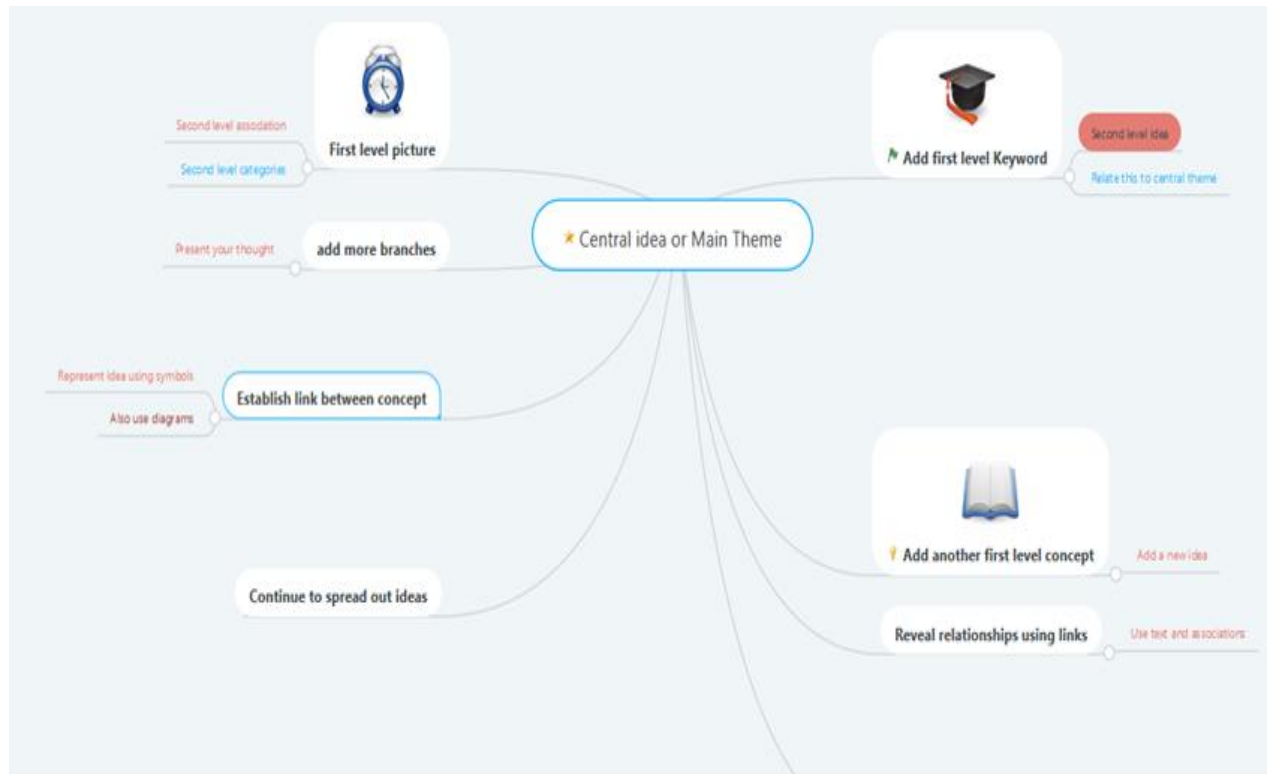 First level picture
Second level association
Second level categories
Add first level Keyword
Second level idea
Relate this to central theme
Central idea or Main Theme
add more branches
Present your thought
Establish link between concept
Represent idea using symbols
Also use diagrams
Add another first level concept
Add a new idea
Continue to spread out ideas
Reveal relationships using links
Use text and associations